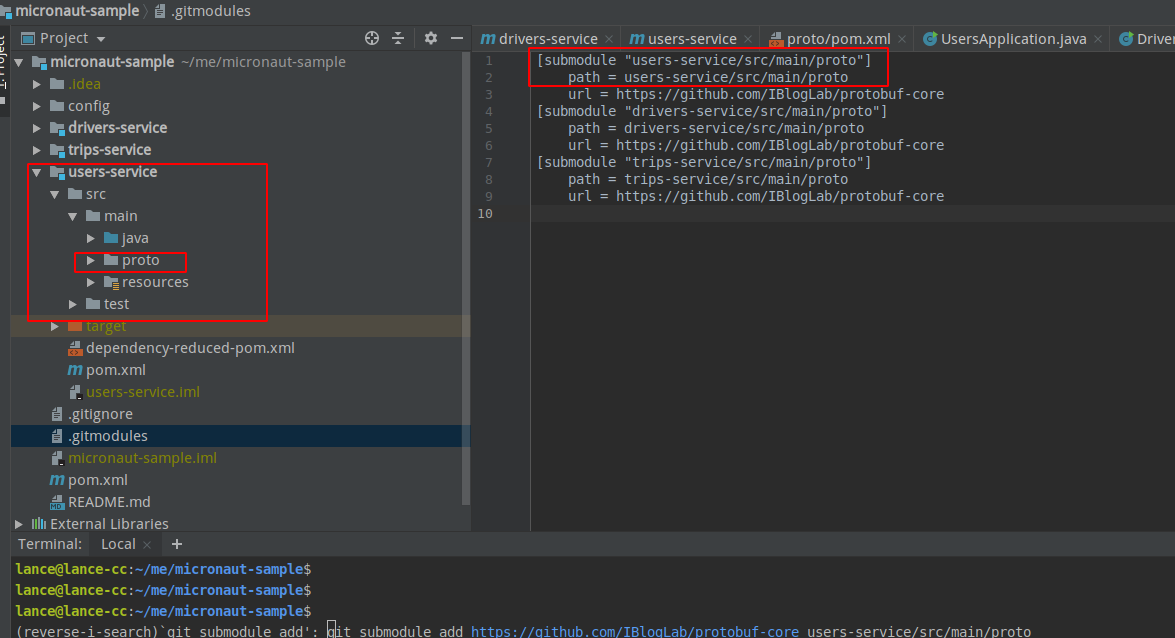 micronaut-sample .gitmodules
Project
drivers-service users-service proto/pom.xml UsersApplication.java Driver
micronaut-sample ~/me/micronaut-sample
.idea
config
drivers-service
trips-service
users-service
src
main
java
proto
resources
test
target
dependency-reduced-pom.xml
pom.xml
users-service.iml
.gitignore
.gitmodules
micronaut-sample.iml
pom.xml
README.md
External Libraries
1 [submodule "users-service/src/main/proto"]
2 path = users-service/src/main/proto
3 url = https://github.com/IBlogLab/protobuf-core
4 [submodule "drivers-service/src/main/proto"]
5 path = drivers-service/src/main/proto
6 url = https://github.com/IBlogLab/protobuf-core
7 [submodule "trips-service/src/main/proto"]
8 path = trips-service/src/main/proto
9 url = https://github.com/IBlogLab/protobuf-core
10
Terminal: Local +
lance@lance-cc:~/me/micronaut-sample$
lance@lance-cc:~/me/micronaut-sample$
lance@lance-cc:~/me/micronaut-sample$
(reverse-i-search)`git submodule add': git submodule add https://github.com/IBlogLab/protobuf-core users-service/src/main/proto